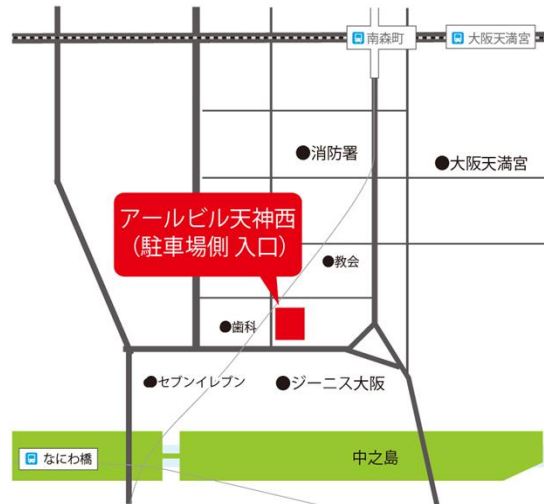 南森町
大阪天満宮
●消防署
●大阪天満宮
アールビル天神西
（駐車場側 入口）
●教会
●歯科
●セブンイレブン
●ジーニス大阪
なにわ橋
中之島